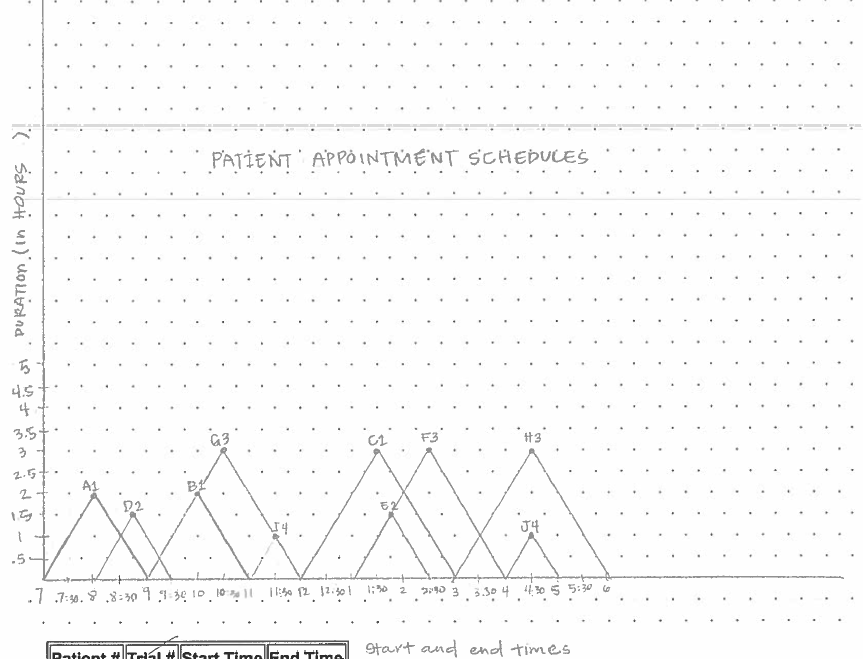 PATIENT APPOINTMENT SCHEDULES
DURATION (in HOURS)
5
4.5
4
3.5
3
2.5
2
1.5
1
.5
G3 C1 F3 H3
A1 B1
D2 E2
I4 J4
7 7:30 8 8:30 9 9:30 10 10:30 11 11:30 12 12:30 1 1:30 2 2:30 3 3:30 4 4:30 5 5:30 6
Patient # Trial # Start Time End Time
Start and end times